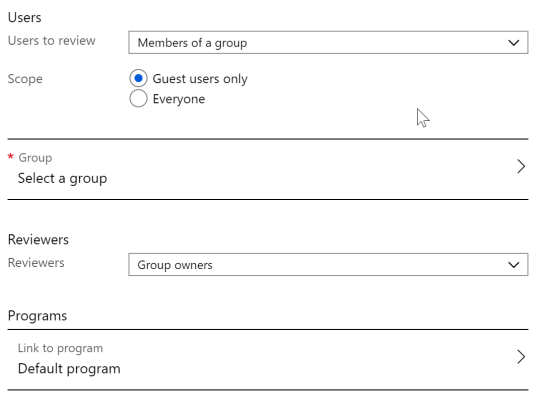 Users
Users to review Members of a group
Scope Guest users only
Everyone
* Group
Select a group
Reviewers
Reviewers Group owners
Programs
Link to program
Default program